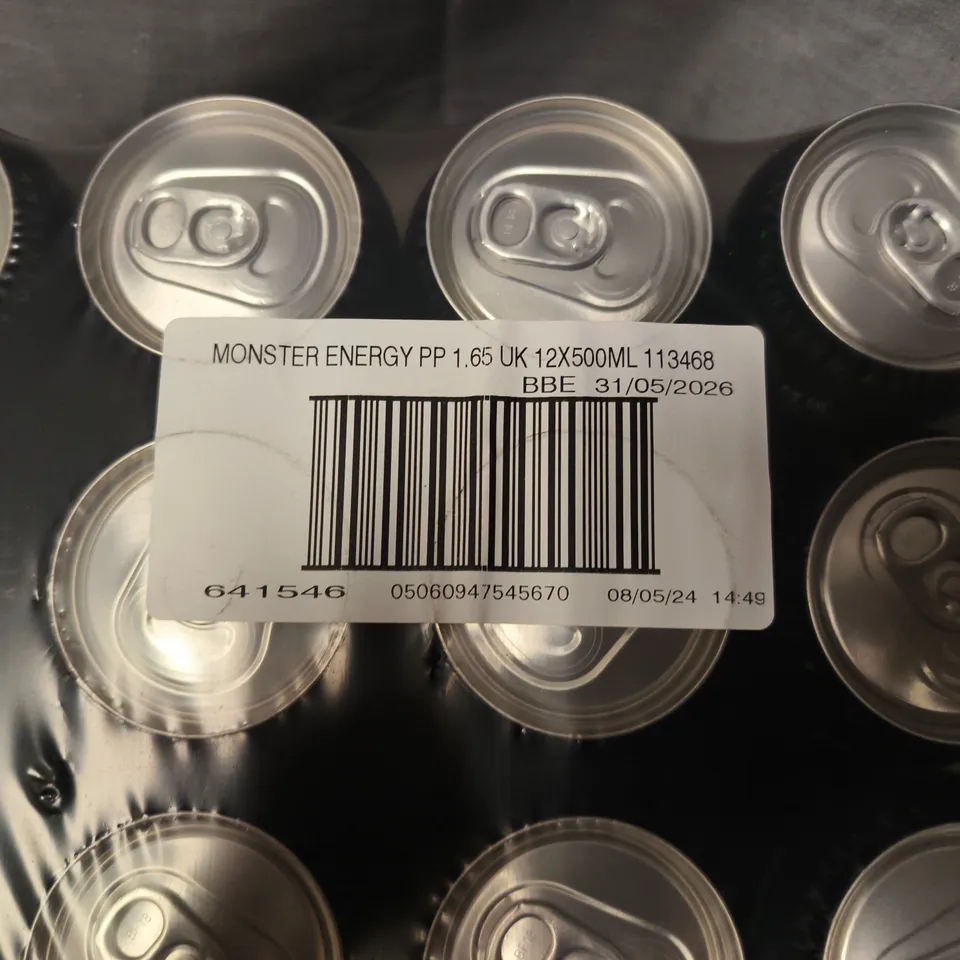 MONSTER ENERGY PP 1.65 UK 12X500ML 113468
BBE 31/05/2026
641546 05060947545670 08/05/24 14:49